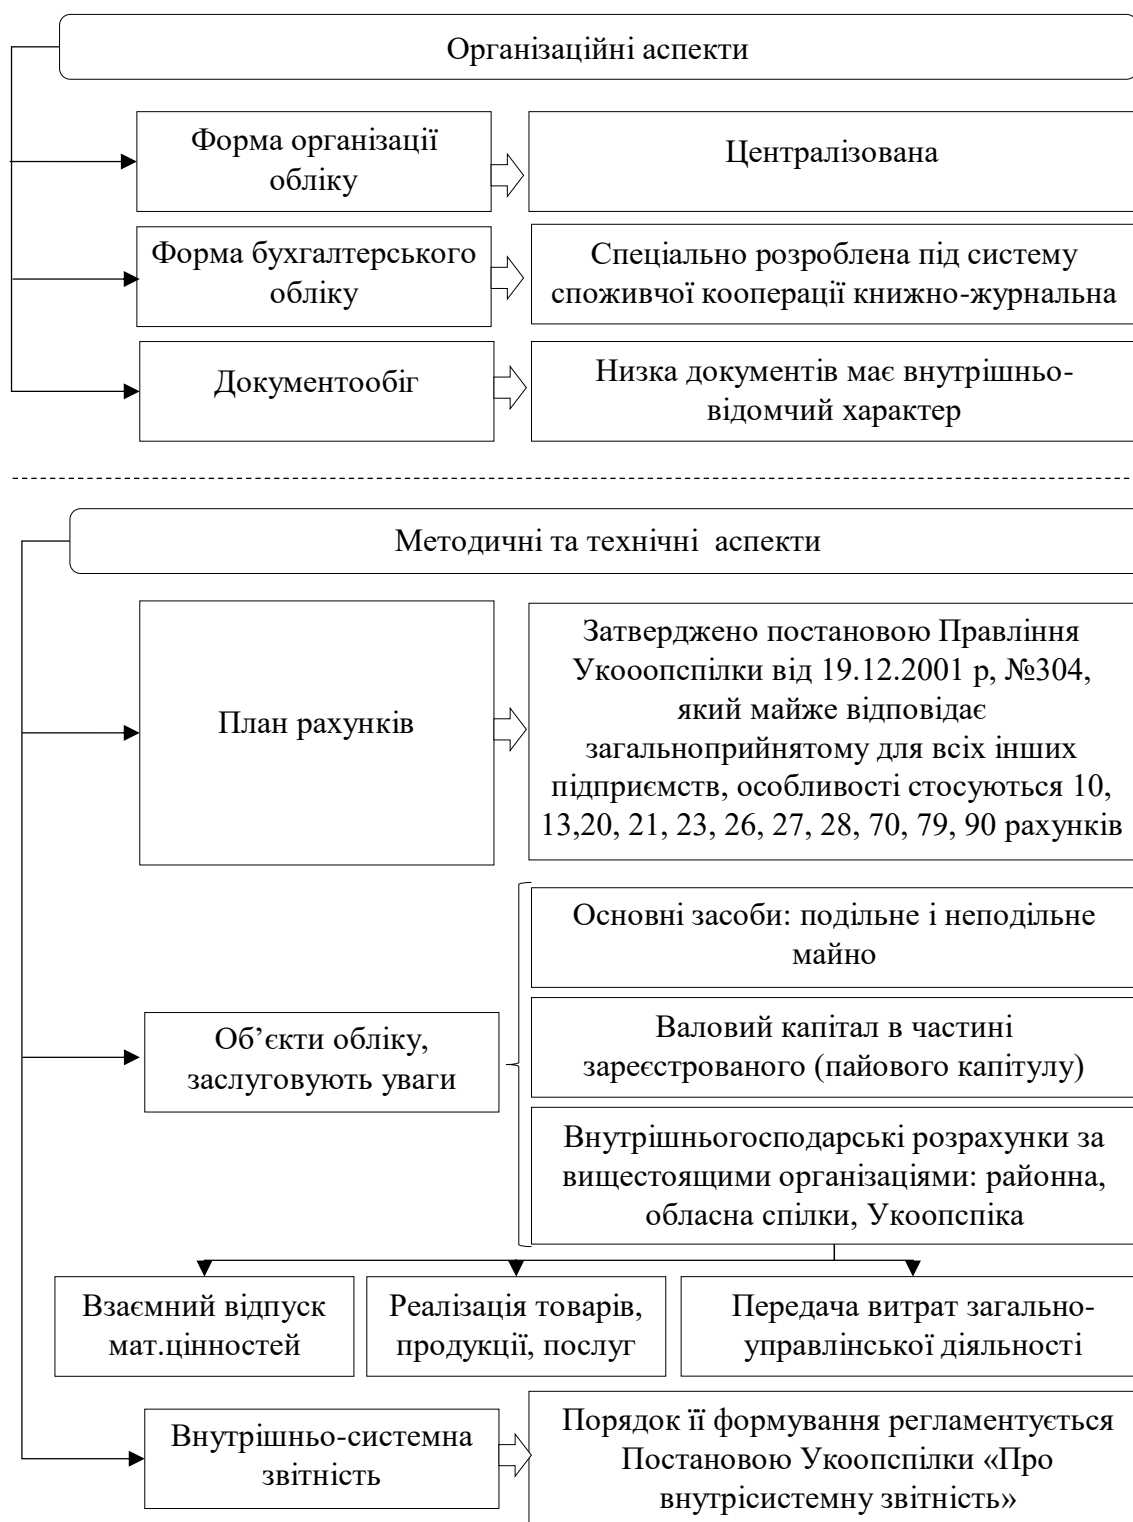 Організаційні аспекти
Форма організації
обліку
Централізована
Форма бухгалтерського
обліку
Спеціально розроблена під систему
споживчої кооперації книжно-журнальна
Документообіг
Низка документів має внутрішньо-
відомчий характер
Методичні та технічні аспекти
План рахунків
Затверджено постановою Правління
Укооопспілки від 19.12.2001 р, №304,
який майже відповідає
загальноприйнятому для всіх інших
підприємств, особливості стосуються 10,
13,20, 21, 23, 26, 27, 28, 70, 79, 90 рахунків
Об’єкти обліку,
заслуговують уваги
Основні засоби: подільне і неподільне
майно
Валовий капітал в частині
зареєстрованого (пайового капітулу)
Внутрішньогосподарські розрахунки за
вищестоящими організаціями: районна,
обласна спілки, Укоопспіка
Взаємний відпуск
мат.цінностей
Реалізація товарів,
продукції, послуг
Передача витрат загально-
управлінської діяльності
Внутрішньо-системна
звітність
Порядок її формування регламентується
Постановою Укоопспілки «Про
внутрісистемну звітність»